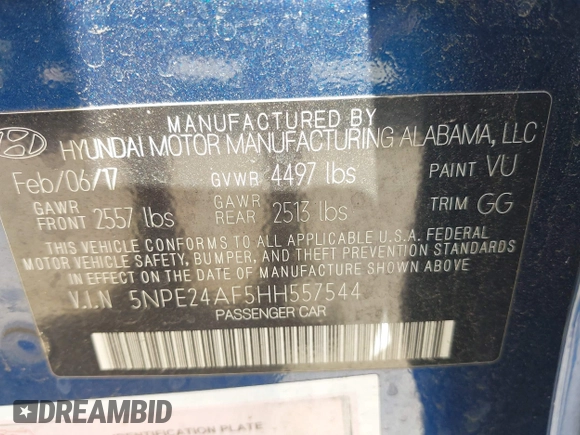 MANUFACTURED BY
HYUNDAI MOTOR MANUFACTURING ALABAMA, LLC
Feb/06/17 GVWR 4497 lbs PAINT VU
GAWR FRONT 2557 lbs GAWR REAR 2513 lbs TRIM GG
THIS VEHICLE CONFORMS TO ALL APPLICABLE U.S.A. FEDERAL
MOTOR VEHICLE SAFETY, BUMPER, AND THEFT PREVENTION STANDARDS
IN EFFECT ON THE DATE OF MANUFACTURE SHOWN ABOVE.
V.I.N 5NPE24AF5HH557544
PASSENGER CAR
IDENTIFICATION PLATE
DREAMBID